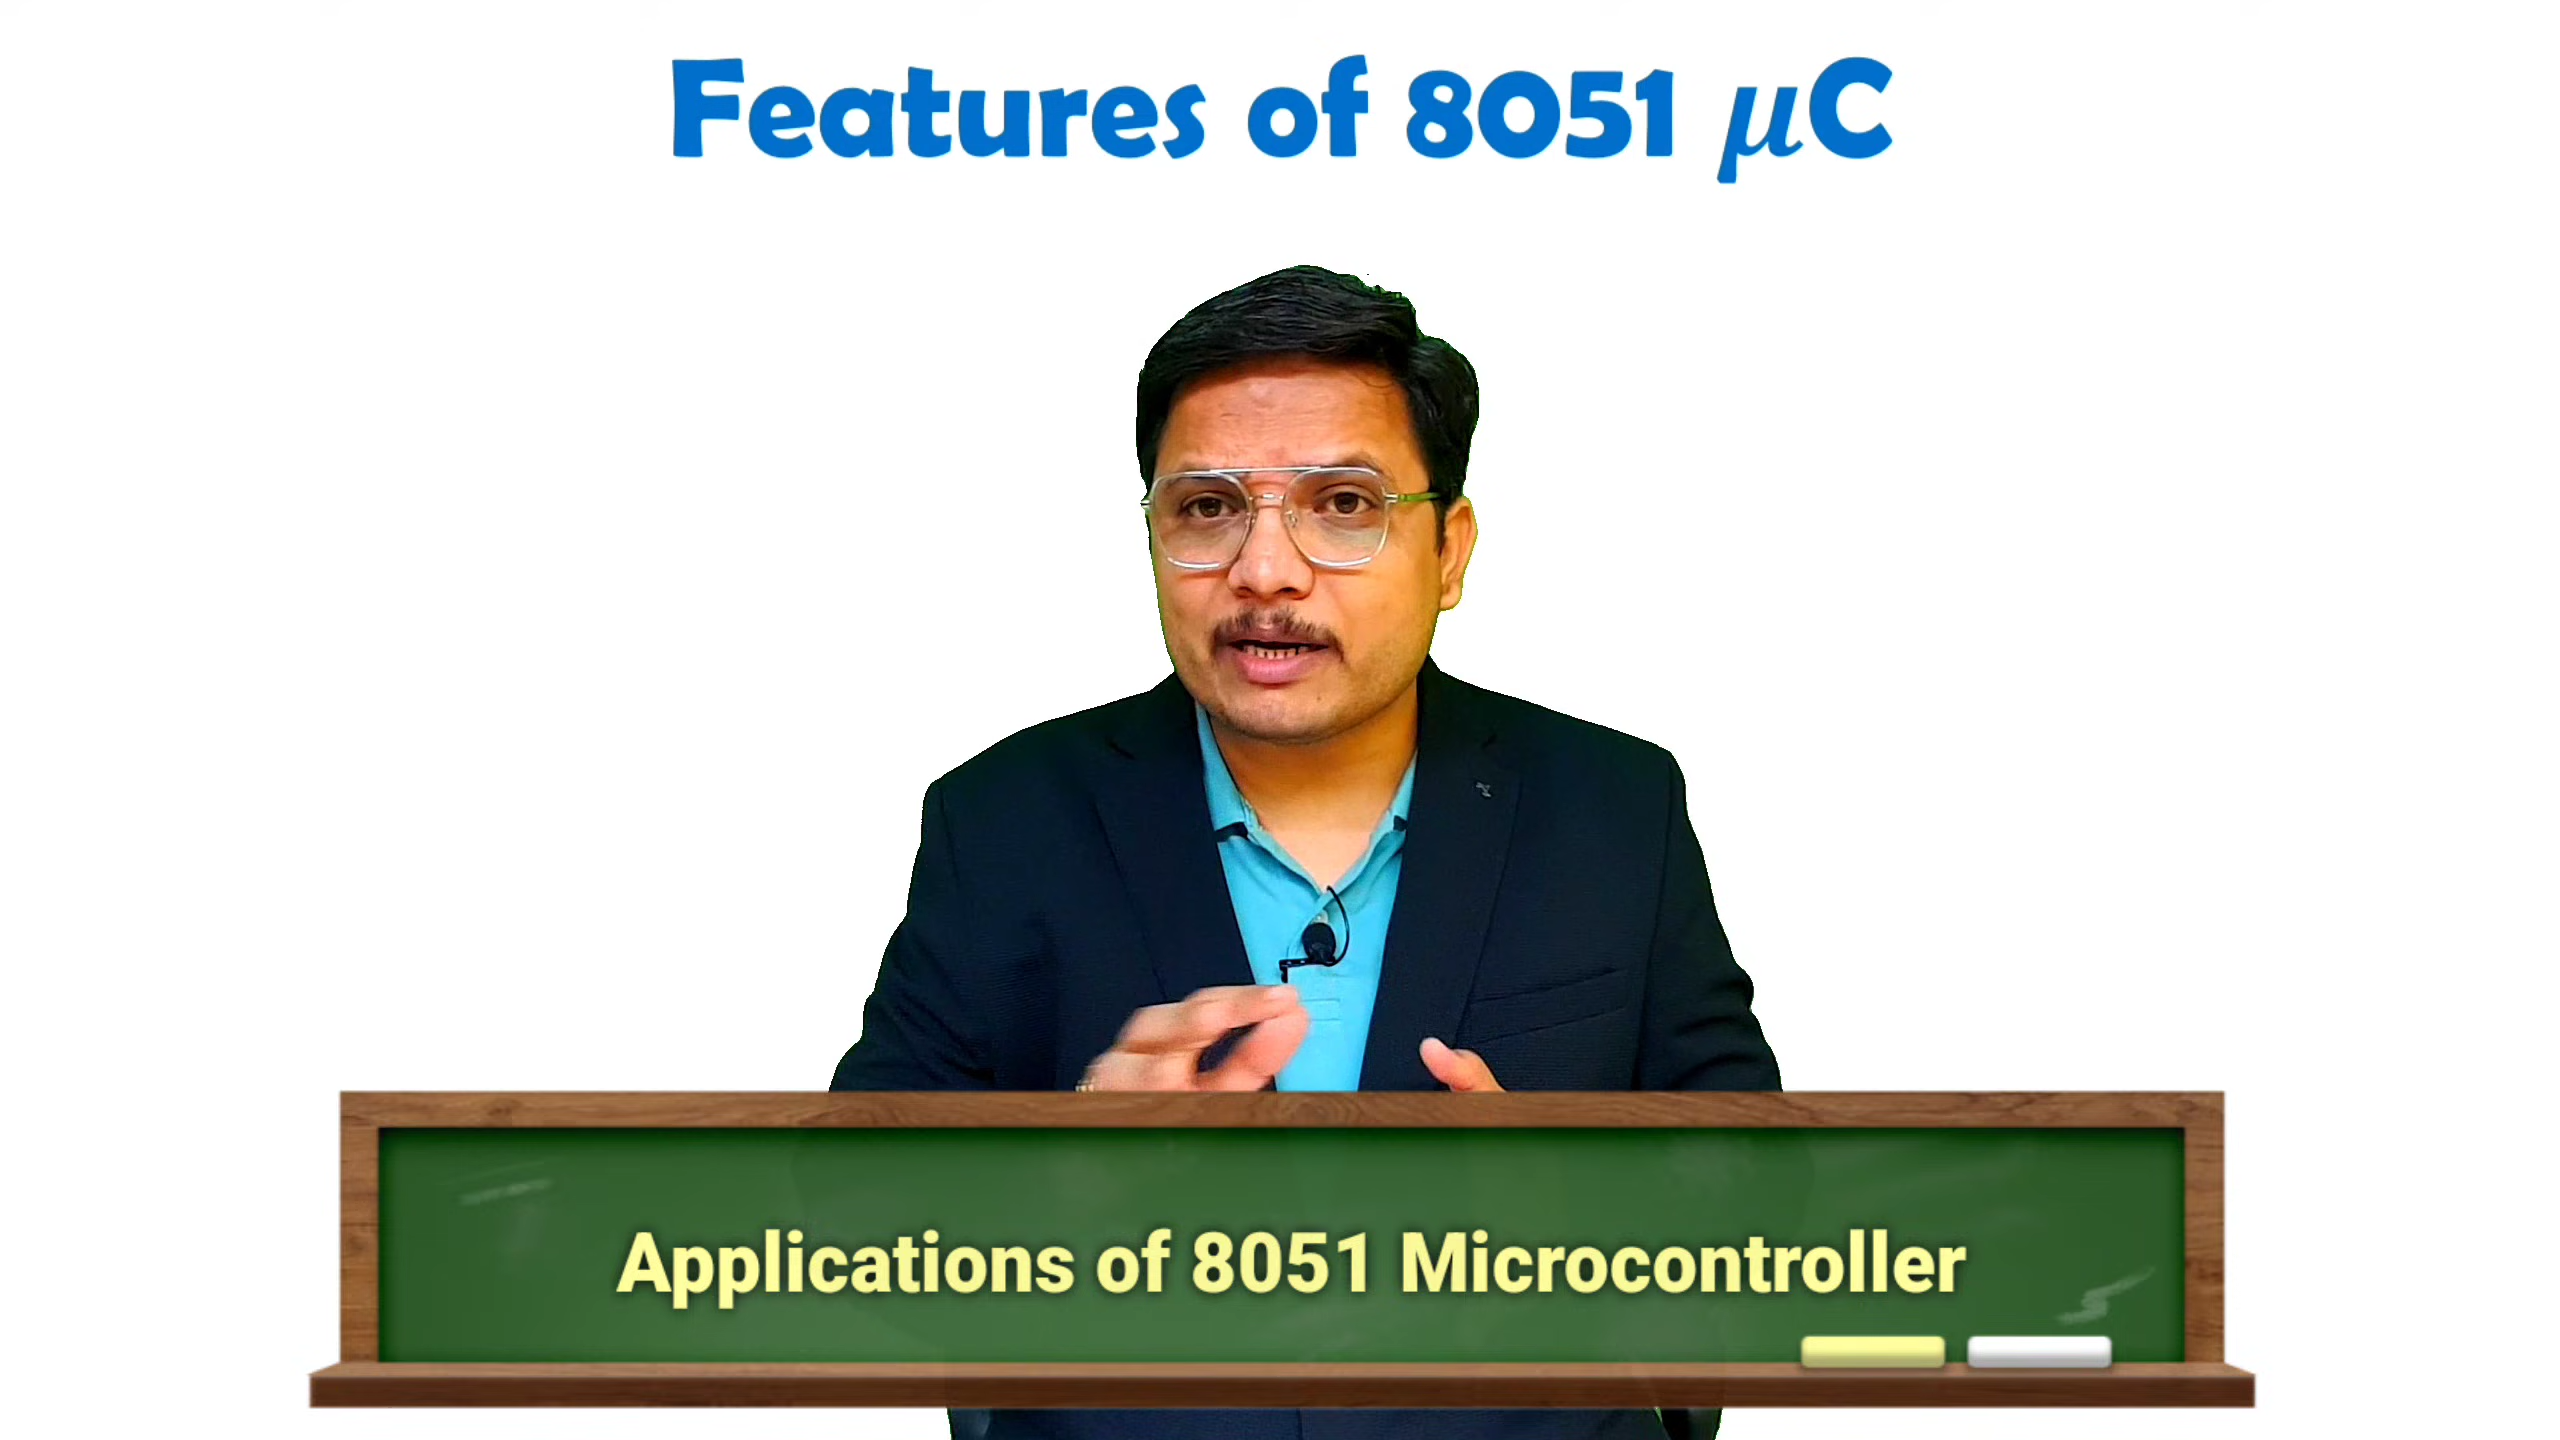 Features of 8051 μC
Applications of 8051 Microcontroller